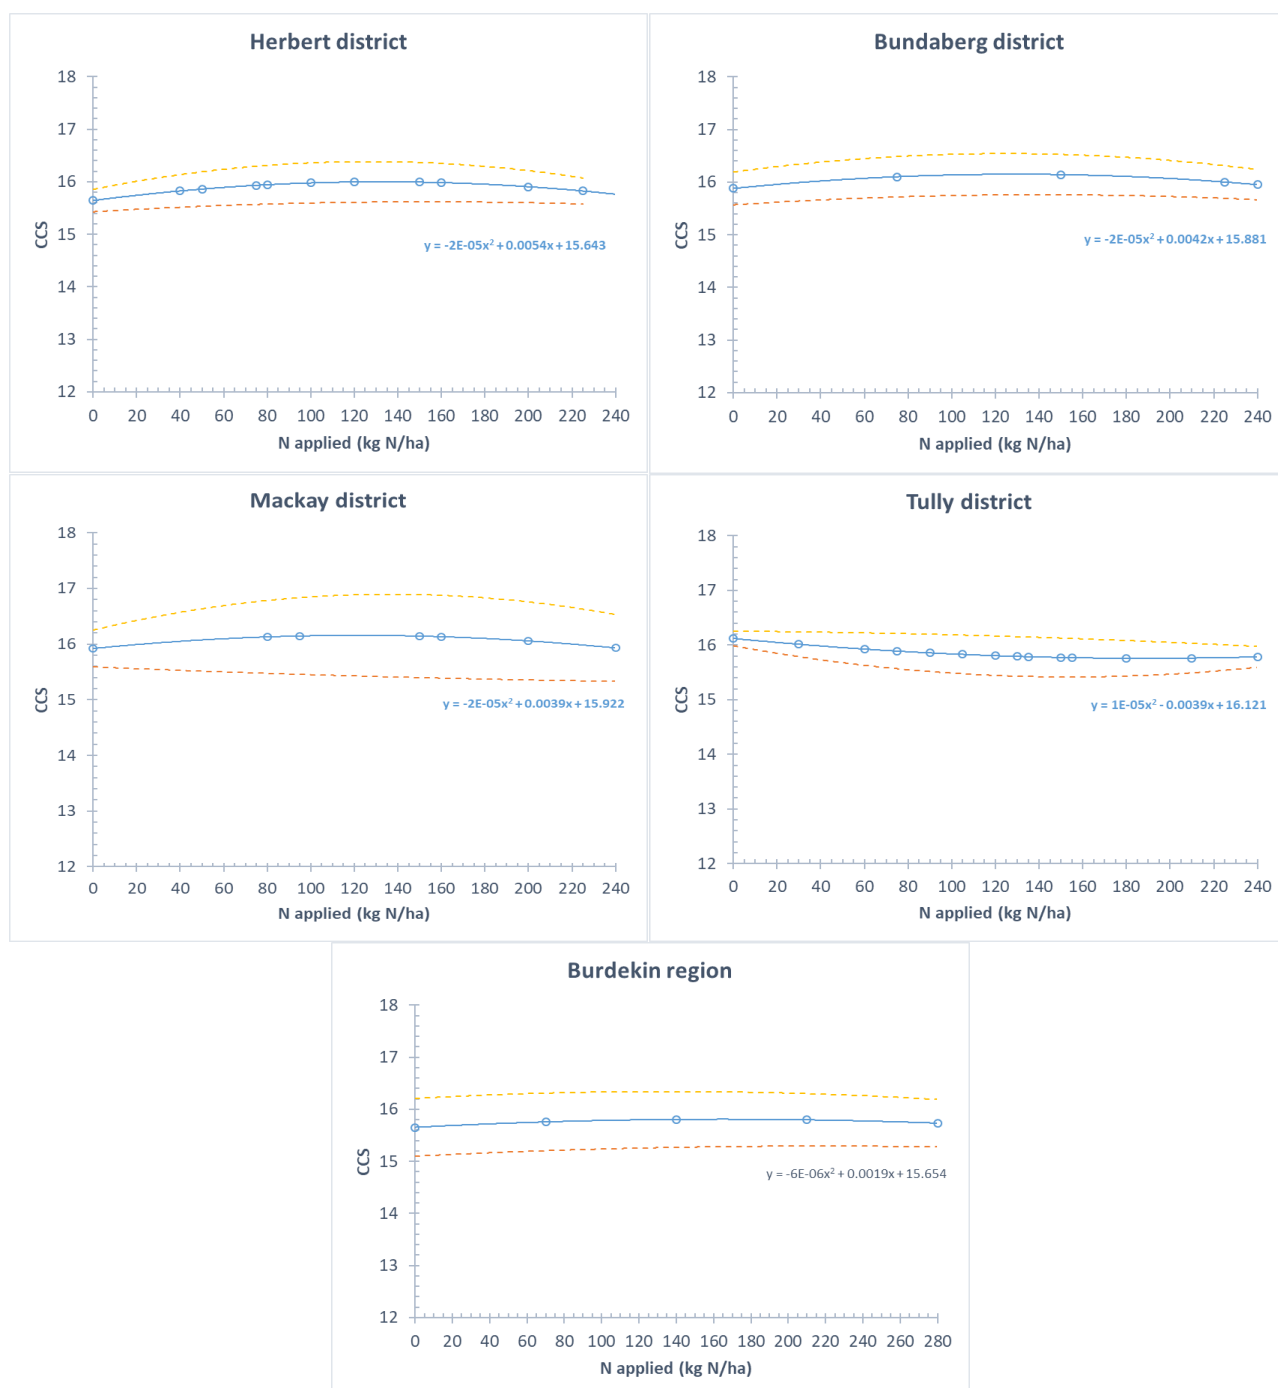 Herbert district
18
17
16
15
14
13
12
CCS
y = -2E-05x² + 0.0054x + 15.643
0 20 40 60 80 100 120 140 160 180 200 220 240
N applied (kg N/ha)
Bundaberg district
18
17
16
15
14
13
12
CCS
y = -2E-05x² + 0.0042x + 15.881
0 20 40 60 80 100 120 140 160 180 200 220 240
N applied (kg N/ha)
Mackay district
18
17
16
15
14
13
12
CCS
y = -2E-05x² + 0.0039x + 15.922
0 20 40 60 80 100 120 140 160 180 200 220 240
N applied (kg N/ha)
Tully district
18
17
16
15
14
13
12
CCS
y = 1E-05x² - 0.0039x + 16.121
0 20 40 60 80 100 120 140 160 180 200 220 240
N applied (kg N/ha)
Burdekin region
18
17
16
15
14
13
12
CCS
y = -6E-06x² + 0.0019x + 15.654
0 20 40 60 80 100 120 140 160 180 200 220 240 260 280
N applied (kg N/ha)